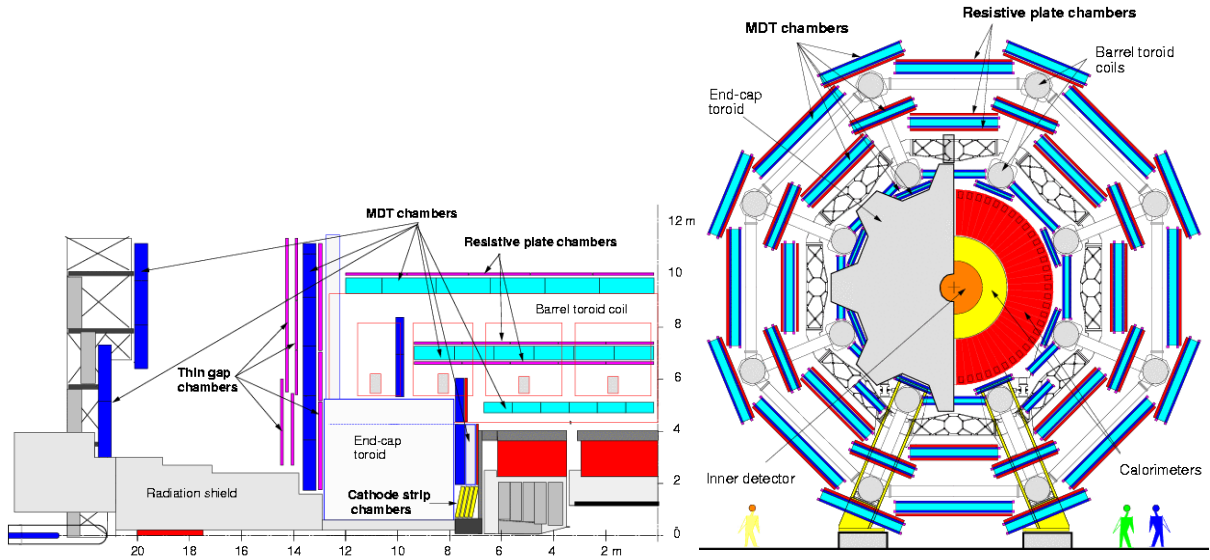 MDT chambers
Resistive plate chambers
12 m
10
8
6
4
2
0
Barrel toroid coil
Thin gap
chambers
End-cap
toroid
Radiation shield
Cathode strip
chambers
20
18
16
14
12
10
8
6
4
2 m
Resistive plate chambers
MDT chambers
Barrel toroid
coils
End-cap
toroid
Inner detector
Calorimeters